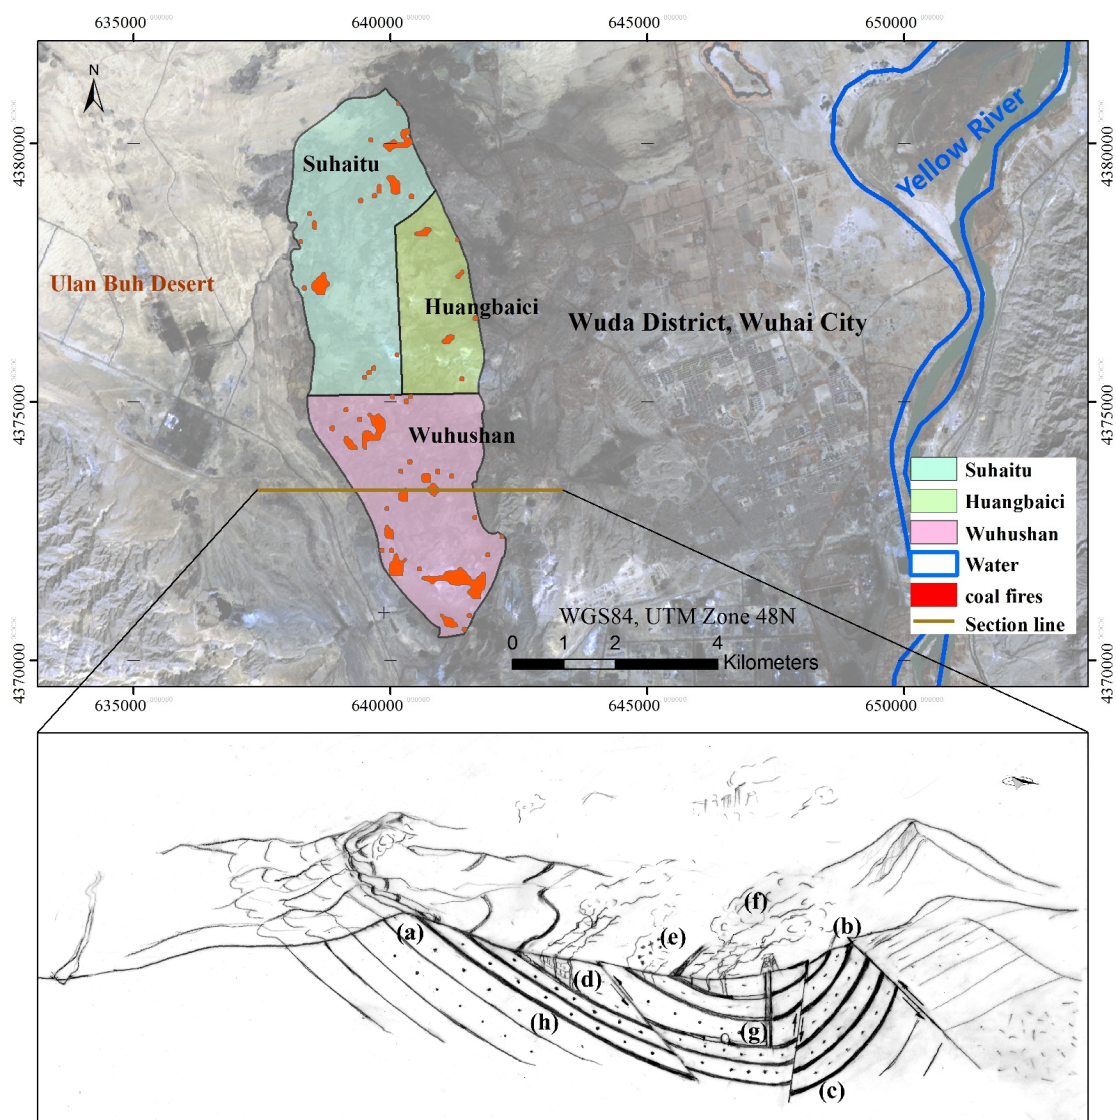 635000
640000
645000
650000
N
4380000
4380000
Suhaitu
Yellow River
Ulan Buh Desert
Huangbaici
Wuda District, Wuhai City
4375000
4375000
Wuhushan
Suhaitu
Huangbaici
Wuhushan
Water
coal fires
Section line
WGS84, UTM Zone 48N
0 1 2 4
Kilometers
4370000
4370000
635000
640000
645000
650000
(f)
(b)
(a)
(e)
(d)
(h)
(g)
(c)